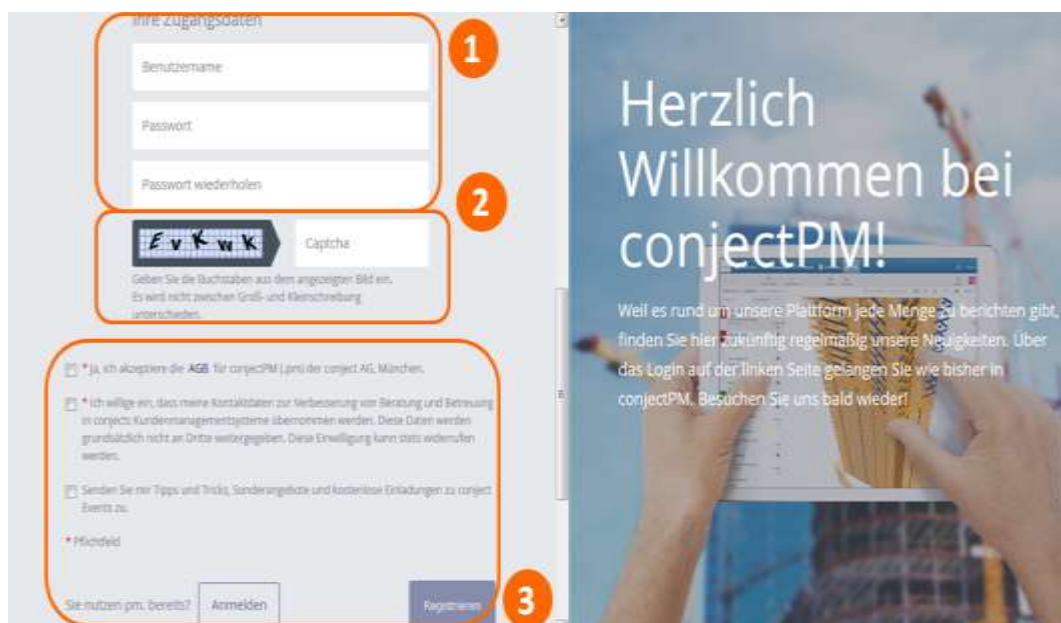 Ihre Zugangsdaten
1
Benutzername
Passwort
Passwort wiederholen
2
E v K w K
Captcha
Geben Sie die Buchstaben aus dem angezeigten Bild ein.
Es wird nicht zwischen Groß- und Kleinschreibung
unterschieden.
* Ja, ich akzeptiere die AGB für conjectPM (.pm) der conject AG, München.
* Ich willige ein, dass meine Kontaktdaten zur Verbesserung von Beratung und Betreuung
in conjects Kundenmanagementsysteme übernommen werden. Diese Daten werden
grundsätzlich nicht an Dritte weitergegeben. Diese Einwilligung kann stets widerrufen
werden.
Senden Sie mir Tipps und Tricks, Sonderangebote und kostenlose Einladungen zu conject
Events zu.
* Pflichtfeld
Sie nutzen pm. bereits?
Anmelden
Registrieren
3
Herzlich
Willkommen bei
conjectPM!
Weil es rund um unsere Plattform jede Menge zu berichten gibt,
finden Sie hier zukünftig regelmäßig unsere Neuigkeiten. Über
das Login auf der linken Seite gelangen Sie wie bisher in
conjectPM. Besuchen Sie uns bald wieder!